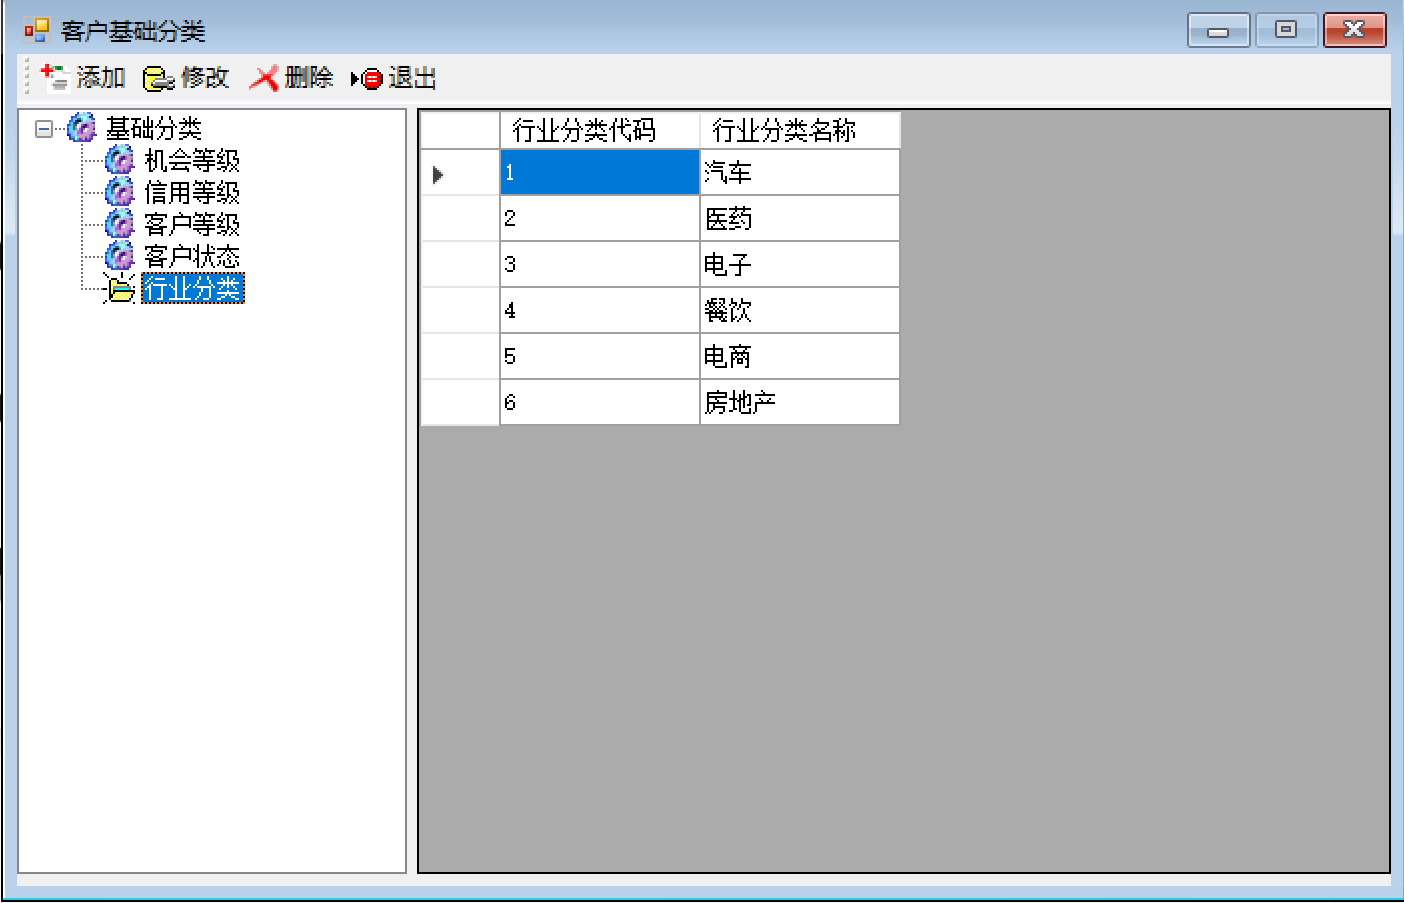 客户基础分类
添加 修改 删除 退出
基础分类
机会等级
信用等级
客户等级
客户状态
行业分类
行业分类代码 行业分类名称
1 汽车
2 医药
3 电子
4 餐饮
5 电商
6 房地产